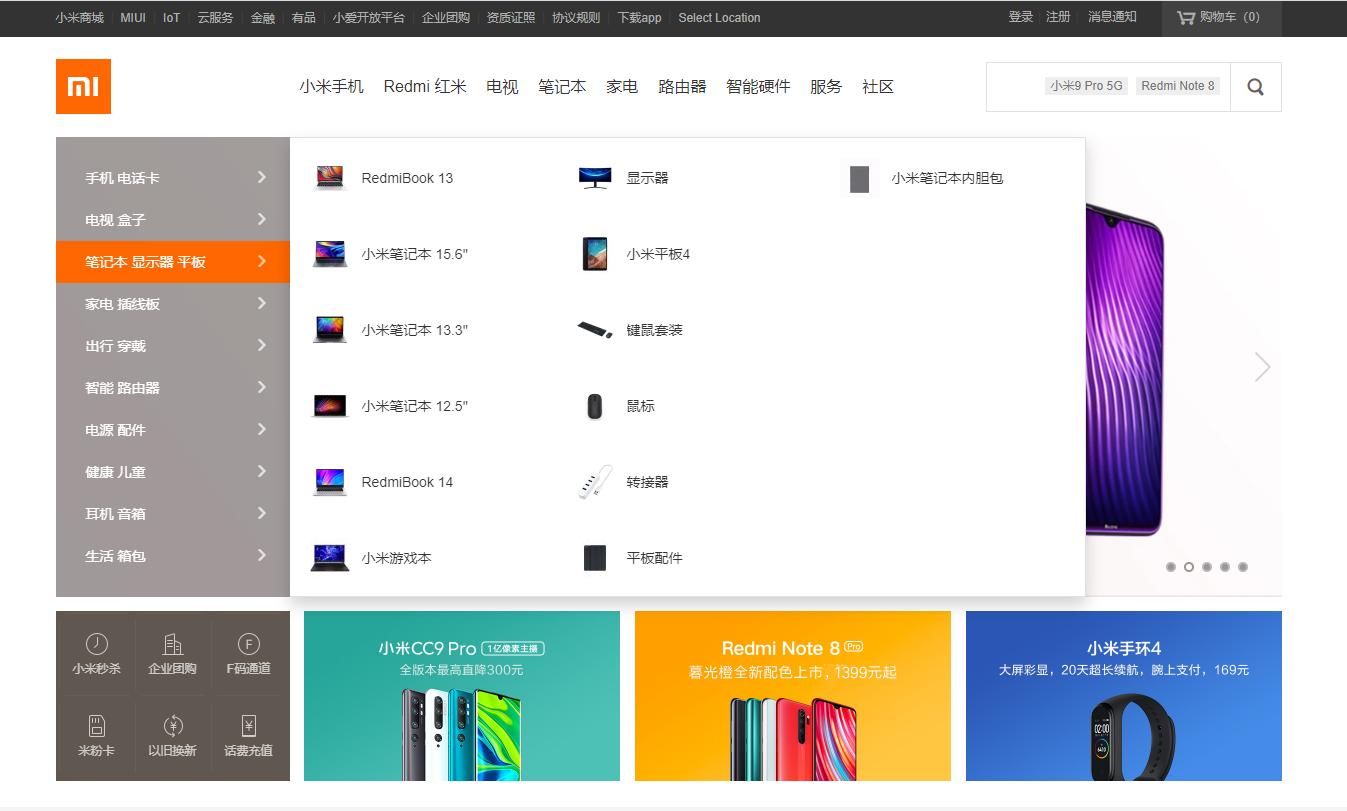 小米商城 MIUI IoT 云服务 金融 有品 小爱开放平台 企业团购 资质证照 协议规则 下载app Select Location 登录 注册 消息通知 购物车（0）
小米手机 Redmi 红米 电视 笔记本 家电 路由器 智能硬件 服务 社区 小米9 Pro 5G Redmi Note 8
手机 电话卡
电视 盒子
笔记本 显示器 平板
家电 插线板
出行 穿戴
智能 路由器
电源 配件
健康 儿童
耳机 音箱
生活 箱包
RedmiBook 13 显示器 小米笔记本内胆包
小米笔记本 15.6" 小米平板4
小米笔记本 13.3" 键鼠套装
小米笔记本 12.5" 鼠标
RedmiBook 14 转接器
小米游戏本 平板配件
小米秒杀 企业团购 F码通道
米粉卡 以旧换新 话费充值
小米CC9 Pro 1亿像素主摄
全版本最高直降300元
Redmi Note 8 Pro
暮光橙全新配色上市，1399元起
小米手环4
大屏彩显，20天超长续航，腕上支付，169元